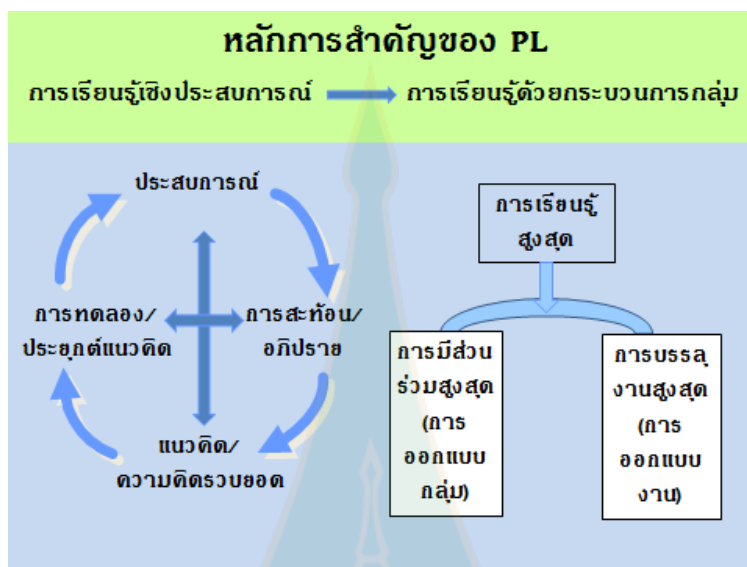 หลักการสำคัญของ PL
การเรียนรู้เชิงประสบการณ์
การเรียนรู้ด้วยกระบวนการกลุ่ม
ประสบการณ์
การทดลอง/
ประยุกต์แนวคิด
การสะท้อน/
อภิปราย
แนวคิด/
ความคิดรวบยอด
การเรียนรู้
สูงสุด
การมีส่วน
ร่วมสูงสุด
(การ
ออกแบบ
กลุ่ม)
การบรรลุ
งานสูงสุด
(การ
ออกแบบ
งาน)